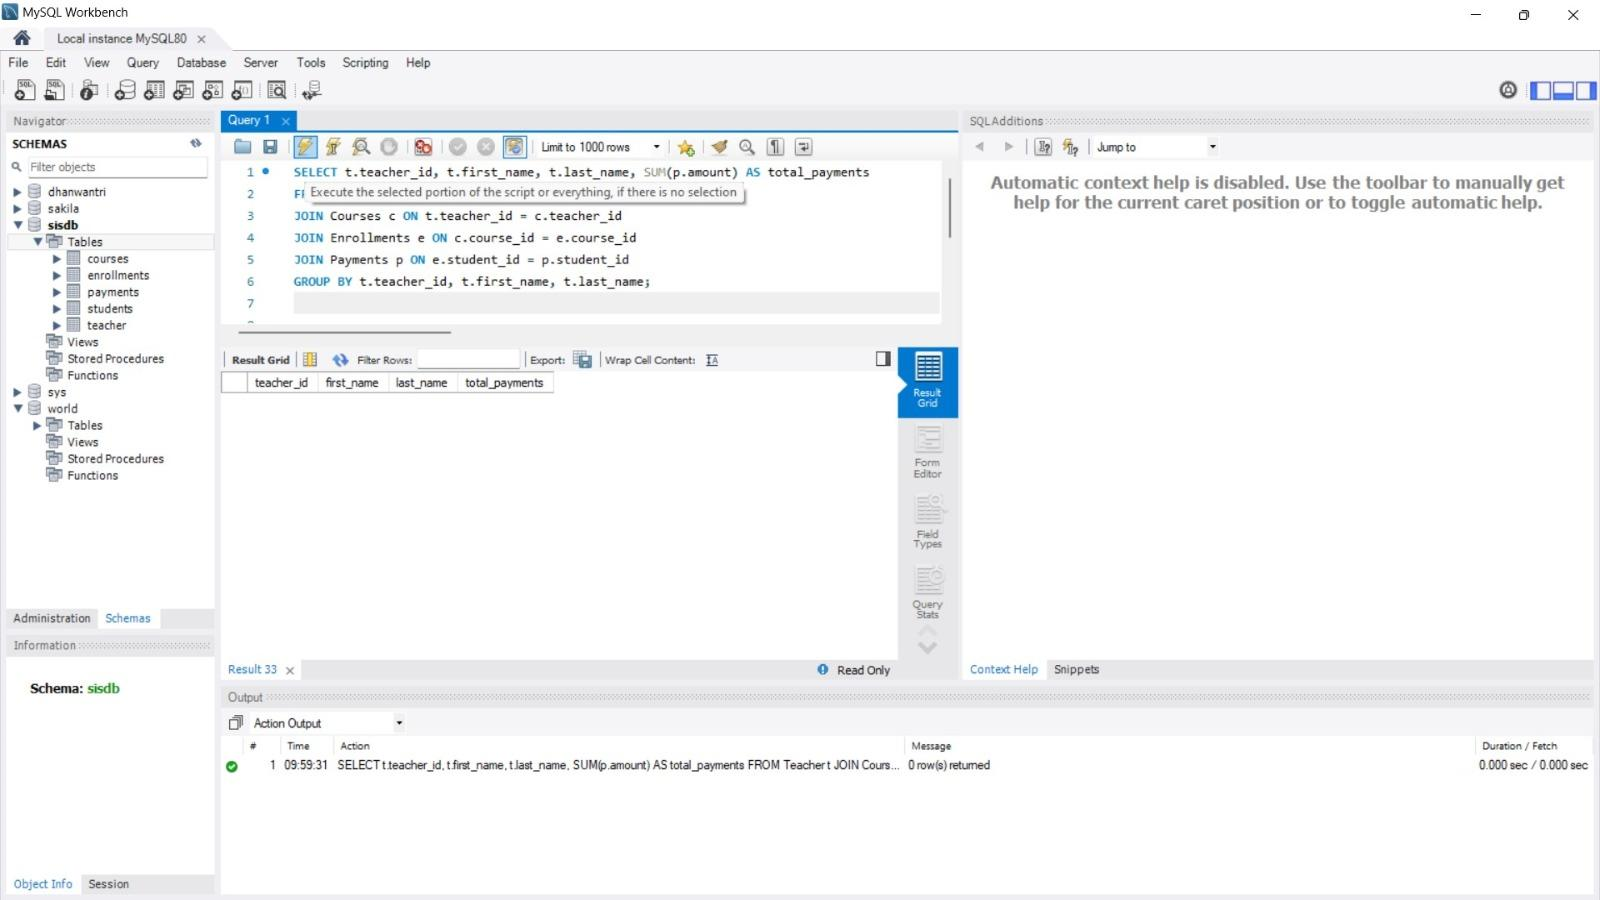 MySQL Workbench
Local instance MySQL80
File Edit View Query Database Server Tools Scripting Help
Navigator
SCHEMAS
Filter objects
dhanwantri
sakila
sisdb
Tables
courses
enrollments
payments
students
teacher
Views
Stored Procedures
Functions
sys
world
Tables
Views
Stored Procedures
Functions
Administration Schemas
Information
Schema: sisdb
Object Info Session
Query 1
Limit to 1000 rows
1 SELECT t.teacher_id, t.first_name, t.last_name, SUM(p.amount) AS total_payments
Execute the selected portion of the script or everything, if there is no selection
2
3 JOIN Courses c ON t.teacher_id = c.teacher_id
4 JOIN Enrollments e ON c.course_id = e.course_id
5 JOIN Payments p ON e.student_id = p.student_id
6 GROUP BY t.teacher_id, t.first_name, t.last_name;
7
Result Grid Filter Rows: Export: Wrap Cell Content:
teacher_id first_name last_name total_payments
Result Grid
Form Editor
Field Types
Query Stats
Result 33 Read Only
SQLAdditions
Jump to
Automatic context help is disabled. Use the toolbar to manually get
help for the current caret position or to toggle automatic help.
Context Help Snippets
Output
Action Output
# Time Action Message Duration / Fetch
1 09:59:31 SELECT t.teacher_id, t.first_name, t.last_name, SUM(p.amount) AS total_payments FROM Teacher t JOIN Cours... 0 row(s) returned 0.000 sec / 0.000 sec